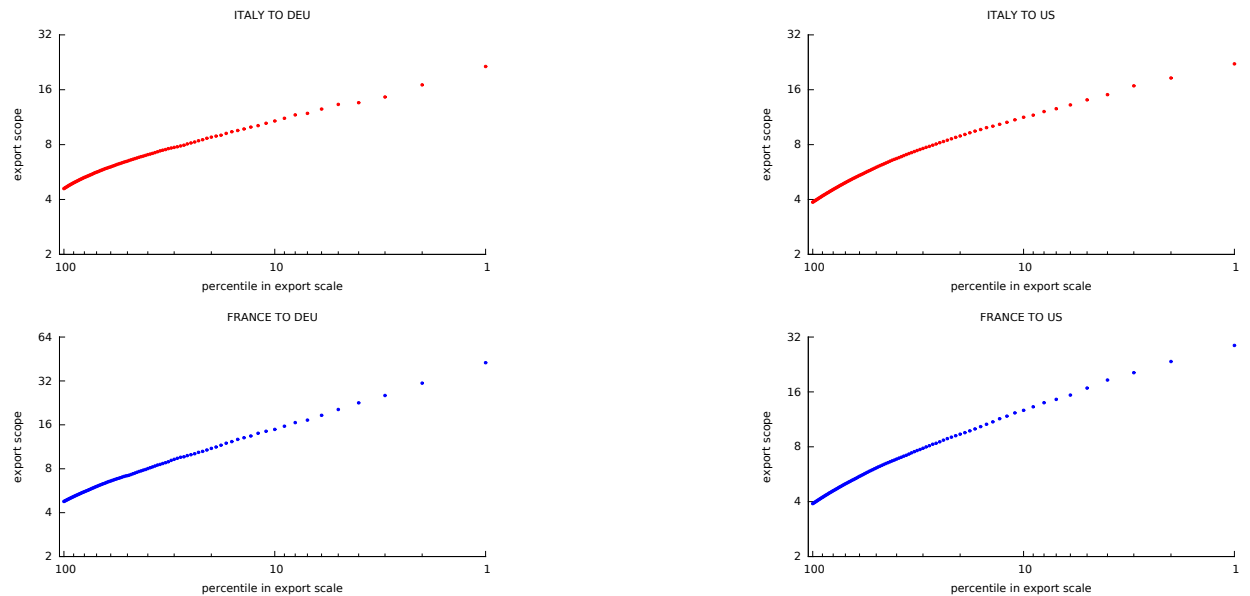 ITALY TO DEU
32
16
8
4
2
export scope
100
10
1
percentile in export scale
ITALY TO US
32
16
8
4
2
export scope
100
10
1
percentile in export scale
FRANCE TO DEU
64
32
16
8
4
2
export scope
100
10
1
percentile in export scale
FRANCE TO US
32
16
8
4
2
export scope
100
10
1
percentile in export scale